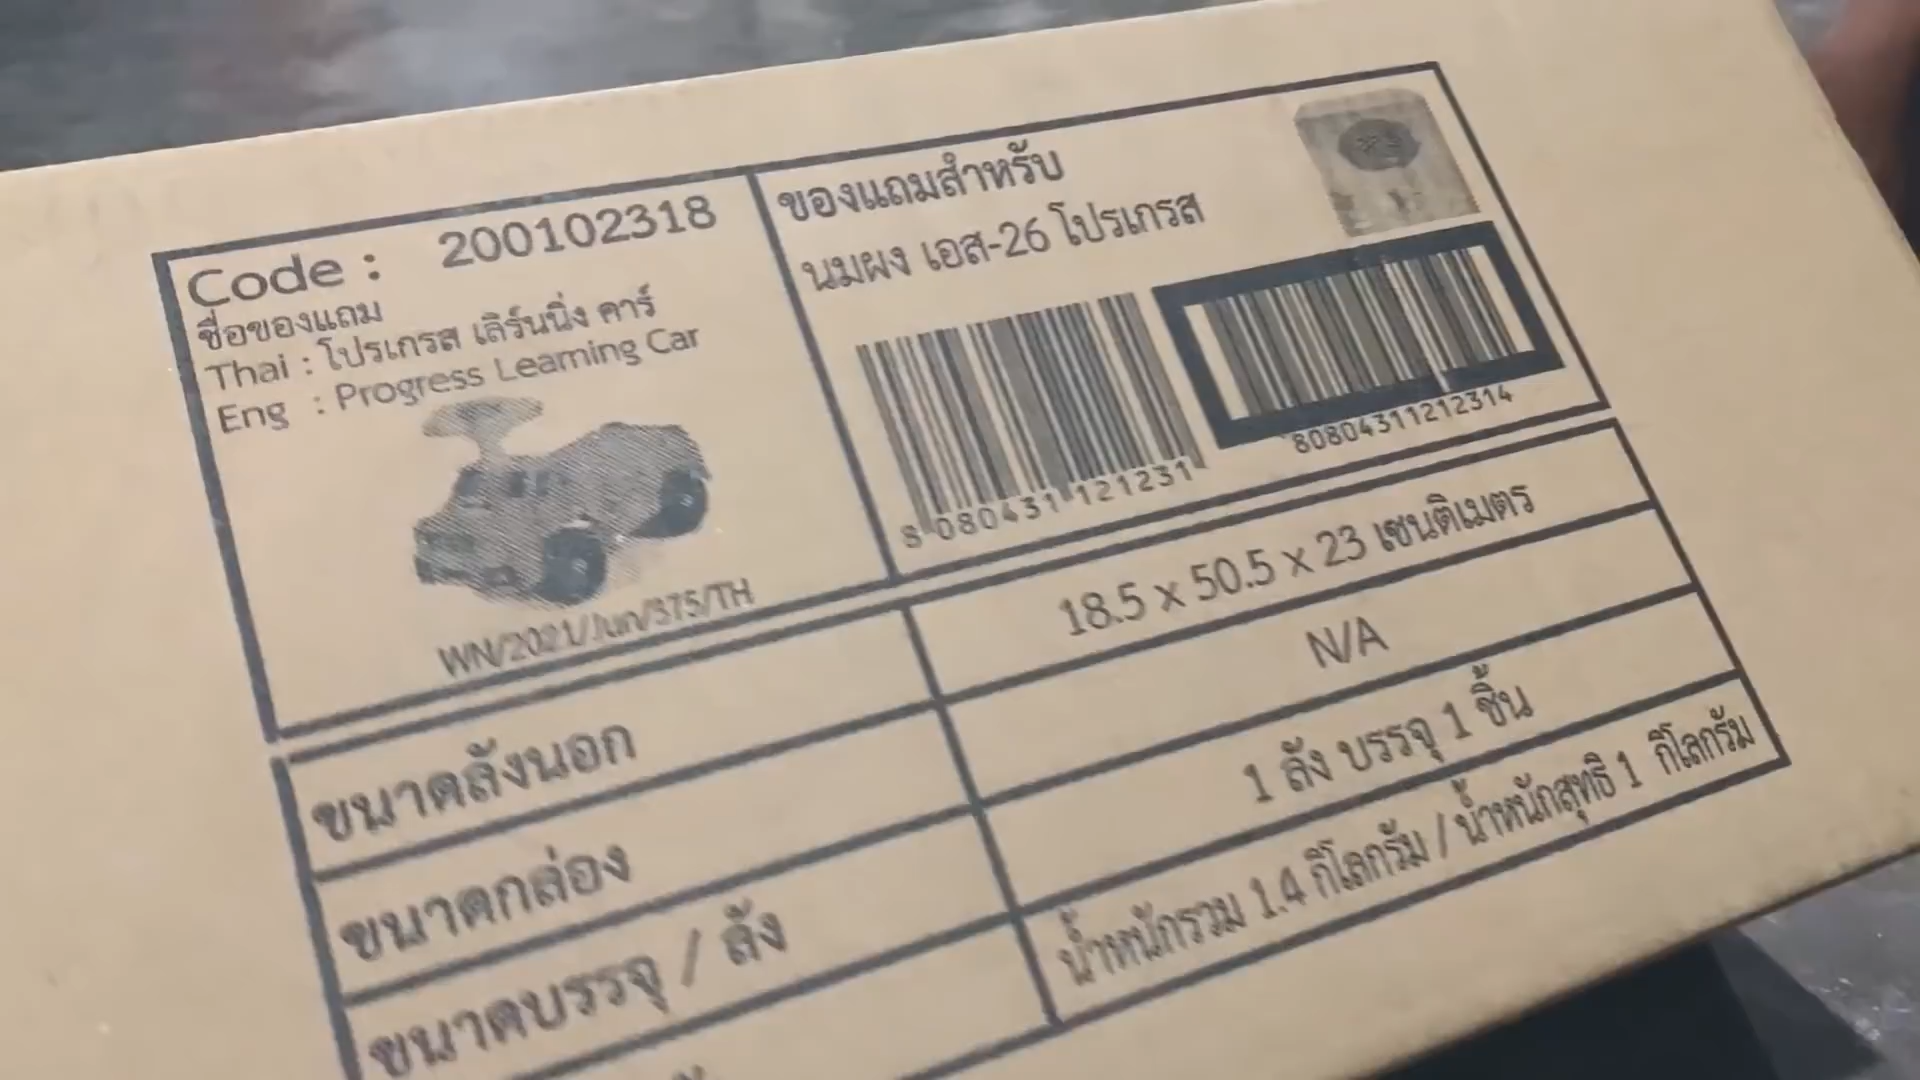 Code : 200102318
ชื่อของแถม
Thai : โปรเกรส เลิร์นนิ่ง คาร์
Eng : Progress Learning Car
WN/2021/Jun/375/TH
ของแถมสำหรับ
นมผง เอส-26 โปรเกรส
8 080431 121231
80804311212314
ขนาดลังนอก 18.5 x 50.5 x 23 เซนติเมตร
ขนาดกล่อง N/A
ขนาดบรรจุ / ลัง 1 ลัง บรรจุ 1 ชิ้น
น้ำหนักรวม 1.4 กิโลกรัม / น้ำหนักสุทธิ 1 กิโลกรัม